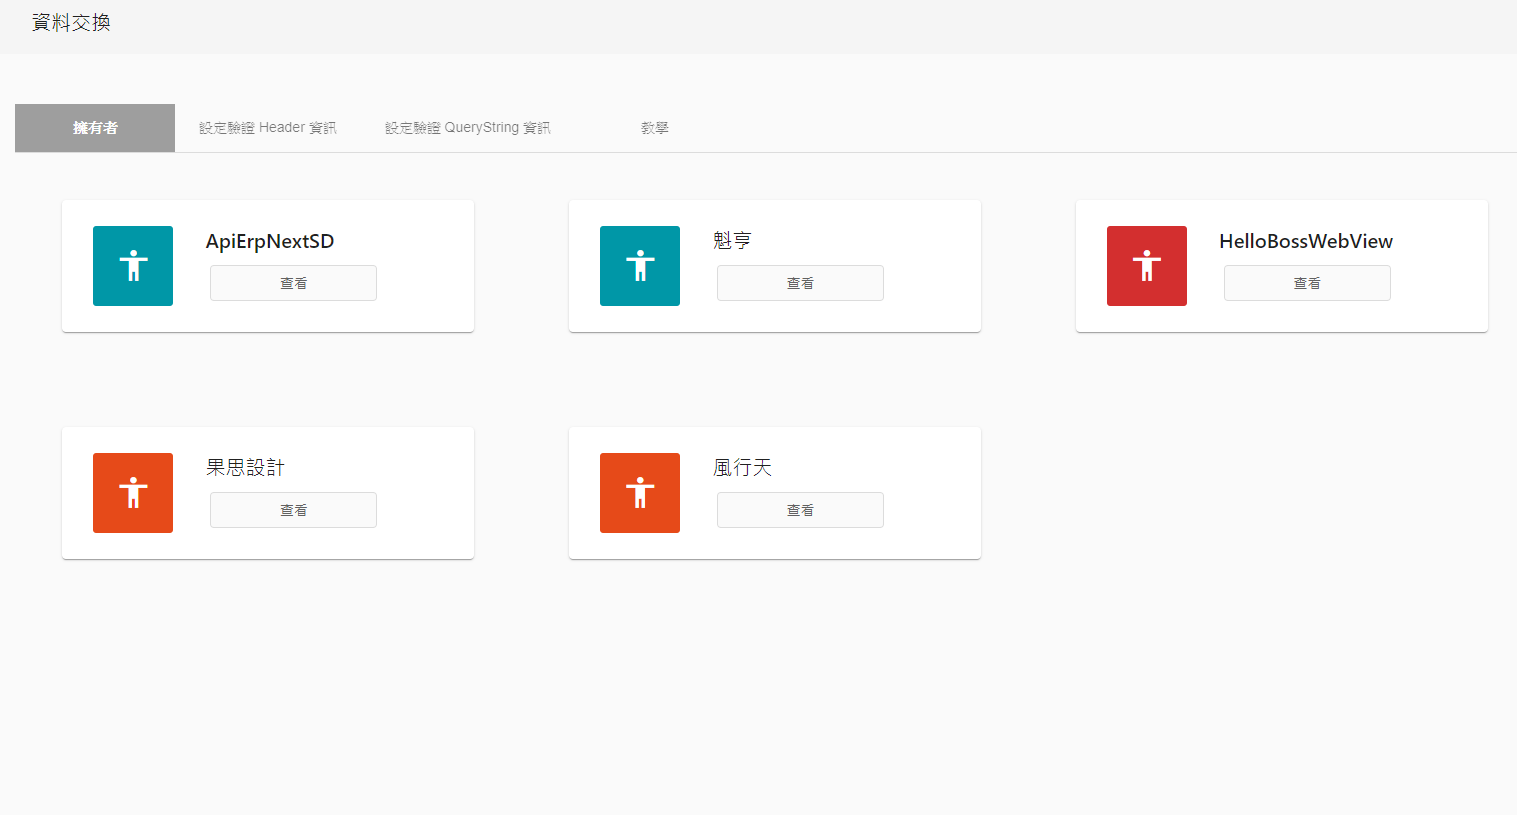 資料交換
擁有者 設定驗證 Header 資訊 設定驗證 QueryString 資訊 教學
ApiErpNextSD 魁亨 HelloBossWebView
查看 查看 查看
果思設計 風行天
查看 查看